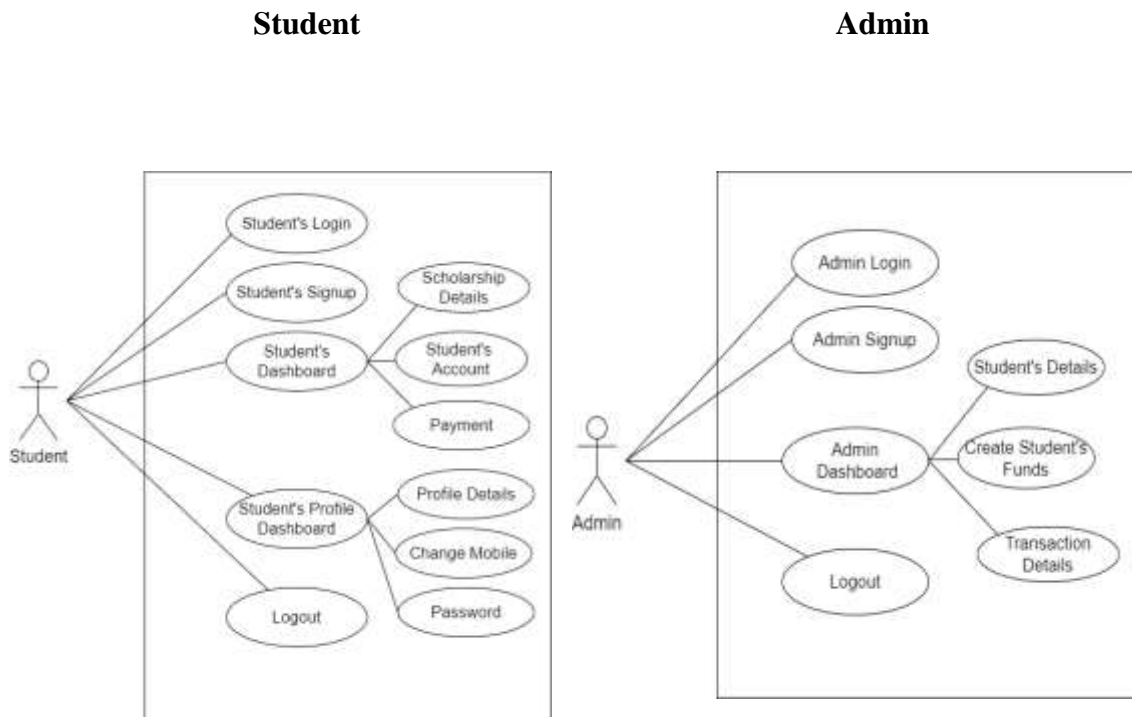 Student
Admin
Student's Login
Student's Signup
Scholarship
Details
Student's
Dashboard
Student's
Account
Payment
Student
Student's Profile
Dashboard
Profile Details
Change Mobile
Password
Logout
Admin Login
Admin Signup
Student's Details
Admin
Dashboard
Create Student's
Funds
Admin
Transaction
Details
Logout